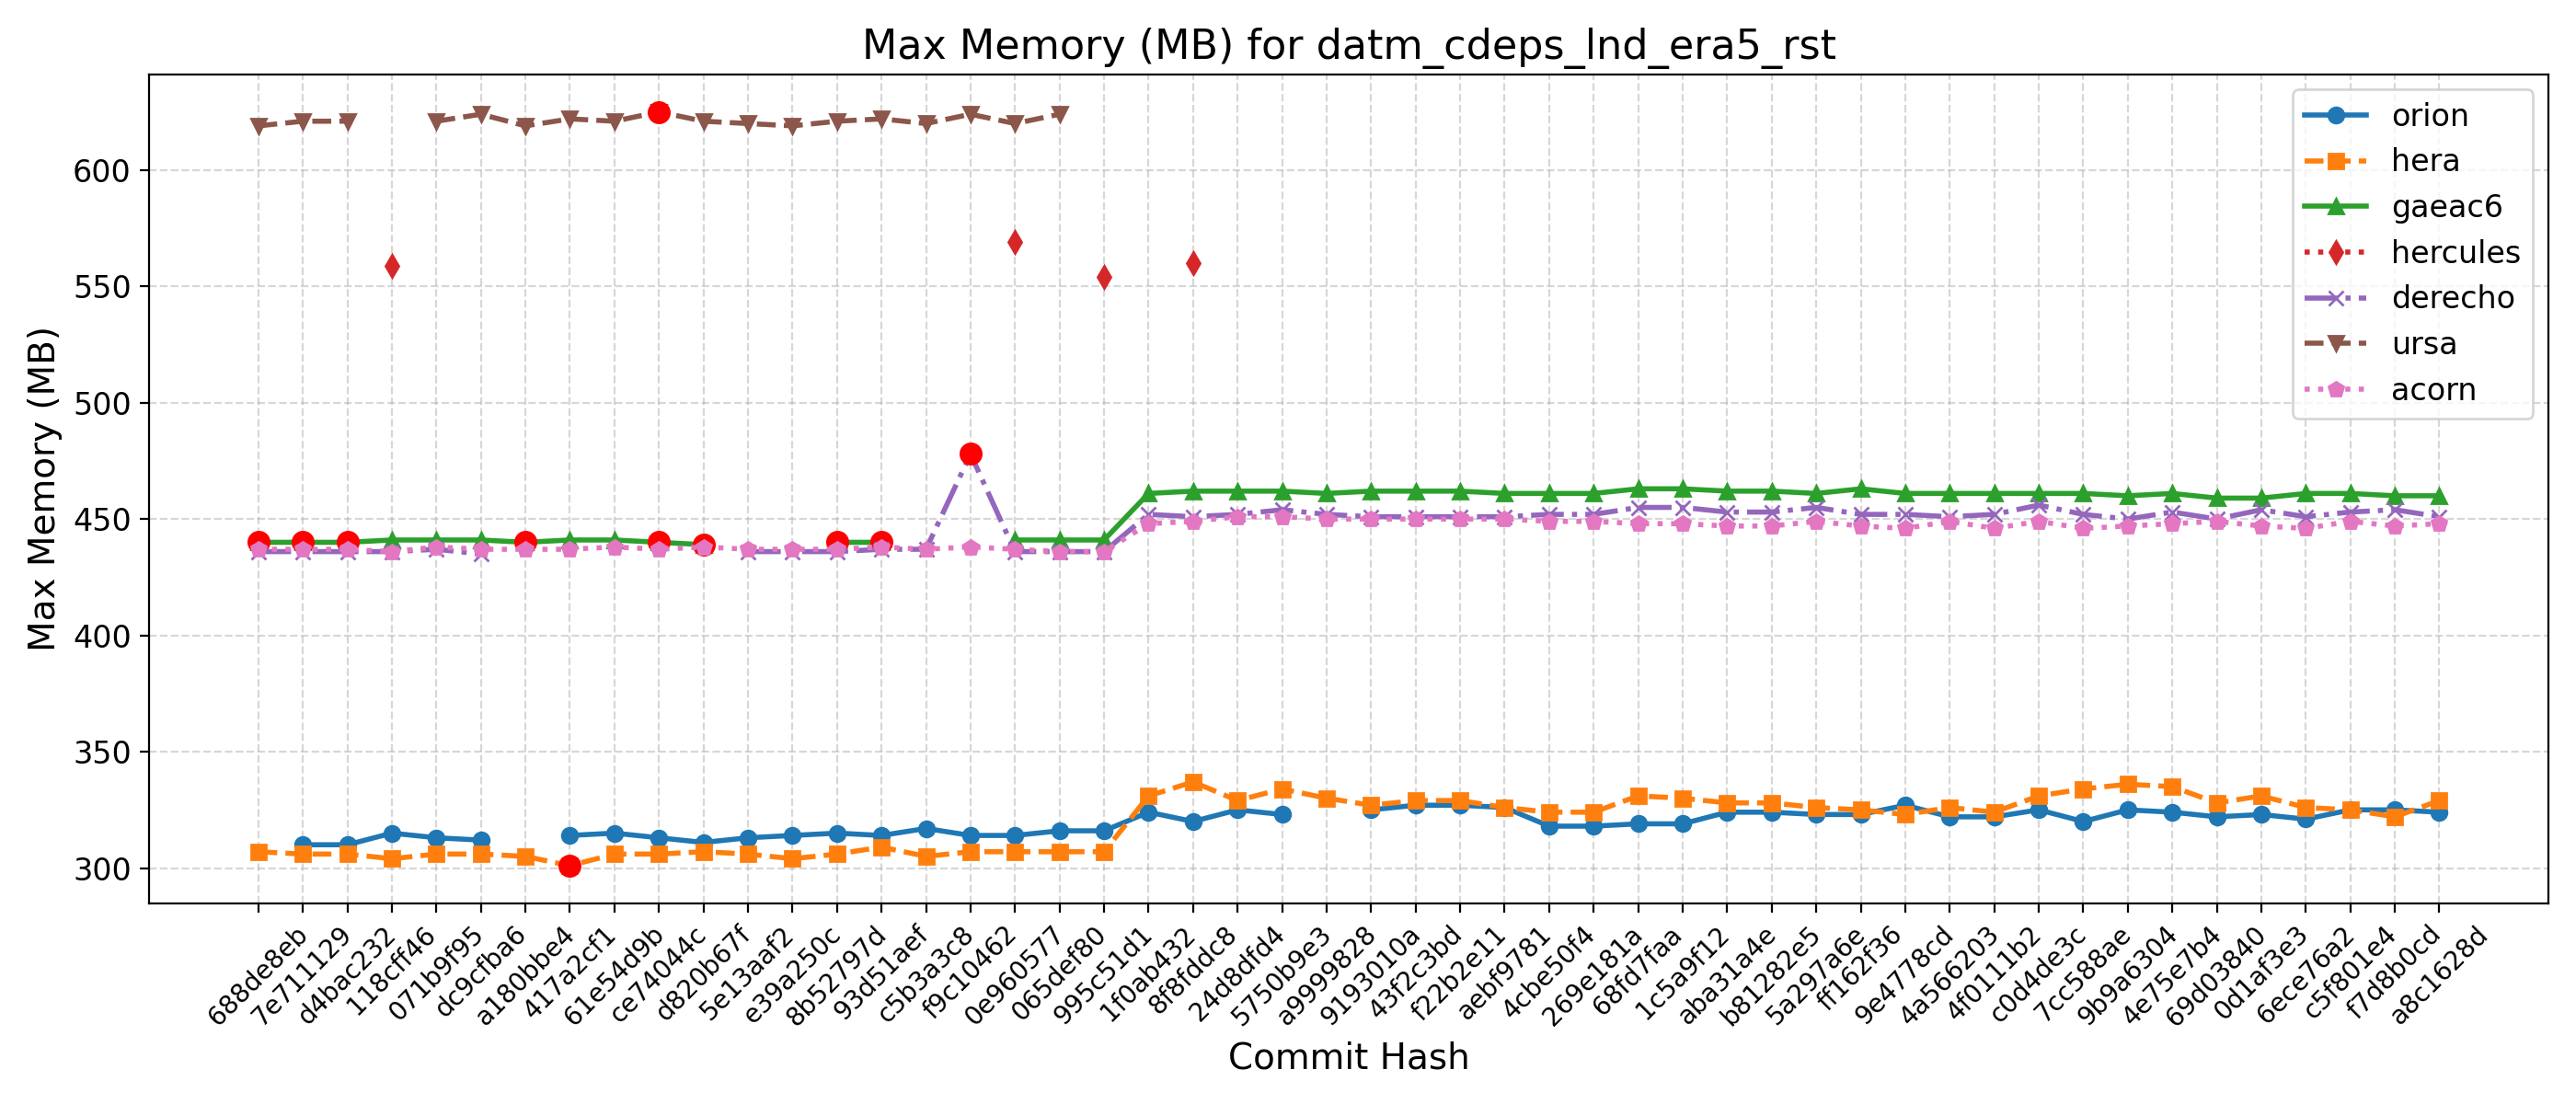 Max Memory (MB) for datm_cdeps_lnd_era5_rst
Max Memory (MB)
600
550
500
450
400
350
300
orion
hera
gaeac6
hercules
derecho
ursa
acorn
688de8eb
7e711129
d4bac232
118cff46
071b9f95
dc9cfba6
a180bbe4
417a2cf1
61e54d9b
ce74044c
d820b67f
5e13aaf2
e39a250c
8b52797d
93d51aef
c5b3a3c8
f9c10462
0e960577
065def80
995c51d1
1f0ab432
8f8fddc8
24d8dfd4
5750b9e3
a9999828
9193010a
43f2c3bd
f22b2e11
aebf9781
4cbe50f4
269e181a
68fd7faa
1c5a9f12
aba31a4e
b81282e5
5a297a6e
ff162f36
9e4778cd
4a566203
4f0111b2
c0d4de3c
7cc588ae
9b9a6304
4e75e7b4
69d03840
0d1af3e3
6ece76a2
c5f801e4
f7d8b0cd
a8c1628d
Commit Hash